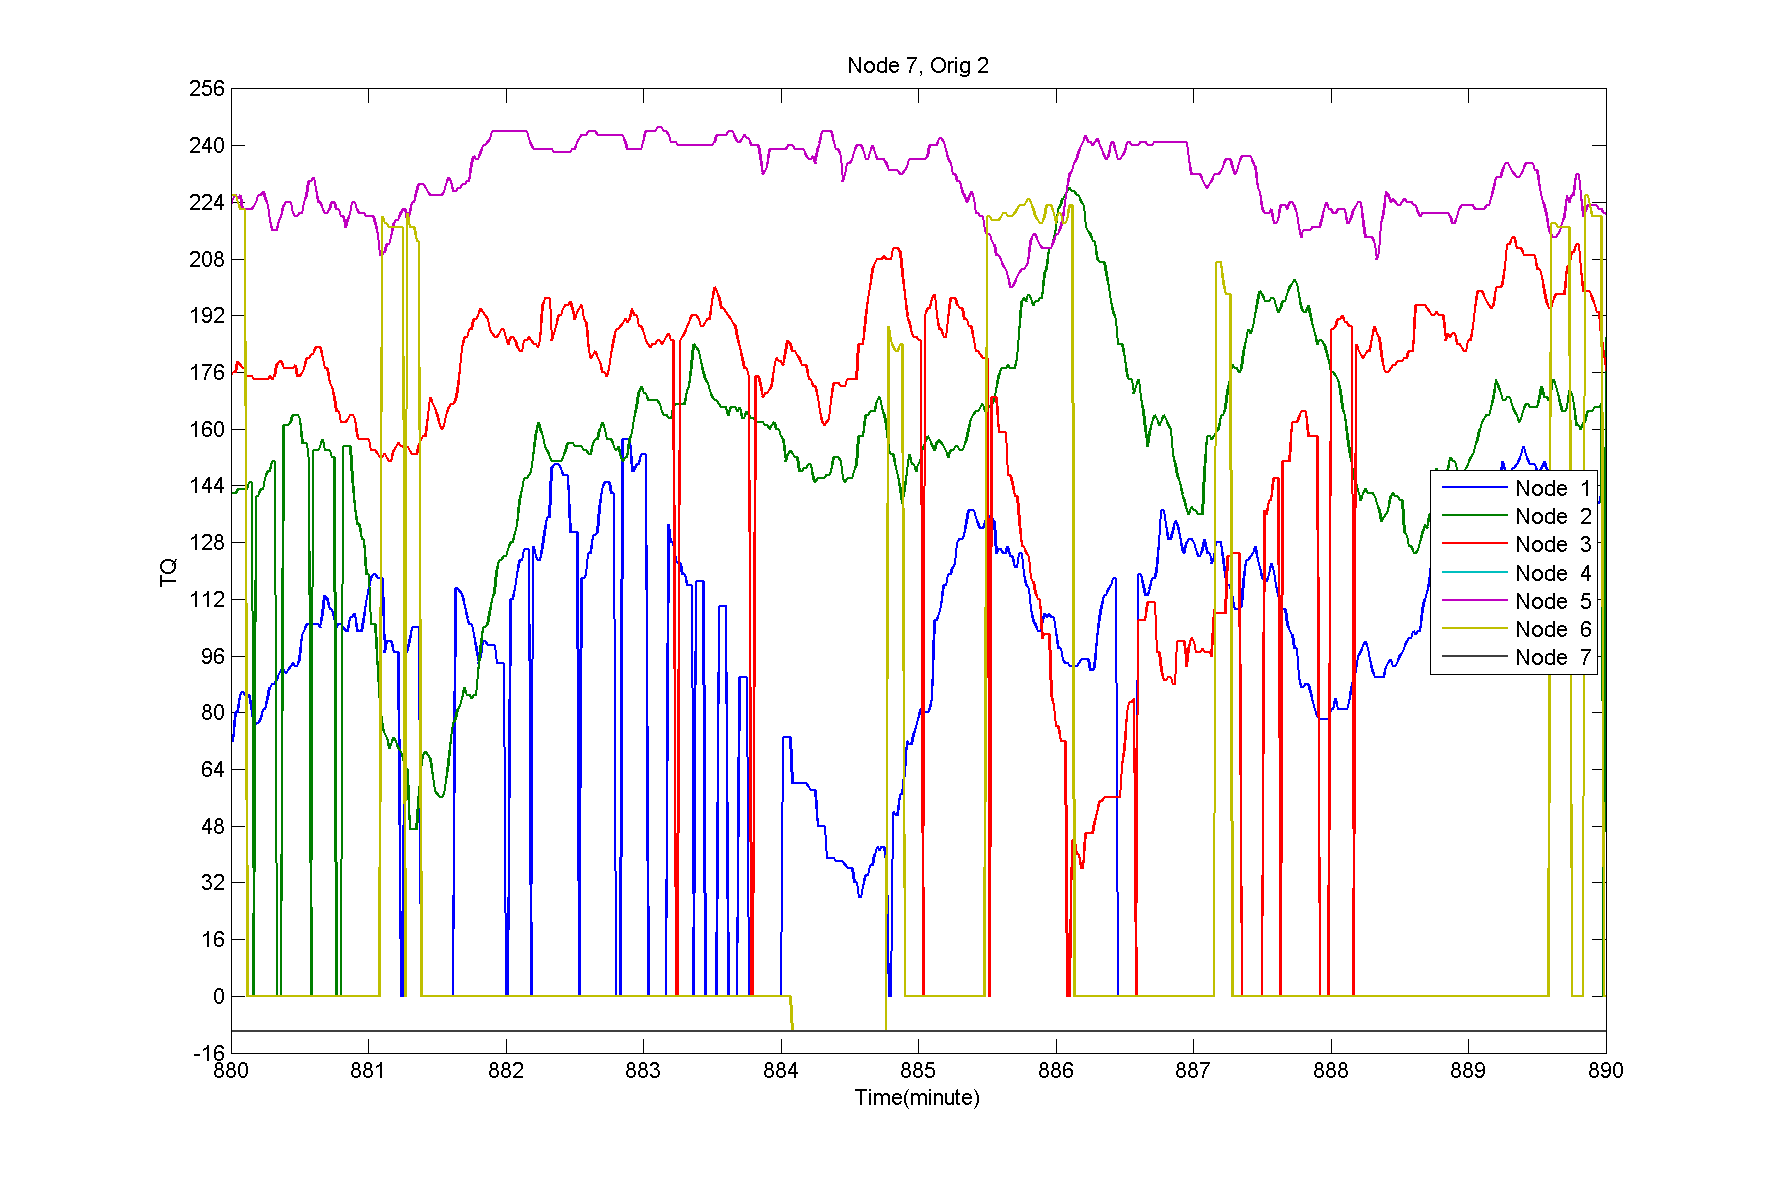 Node 7, Orig 2
256
240
224
208
192
176
160
144
128
112
96
80
64
48
32
16
0
-16
TQ
Node 1
Node 2
Node 3
Node 4
Node 5
Node 6
Node 7
880 881 882 883 884 885 886 887 888 889 890
Time(minute)